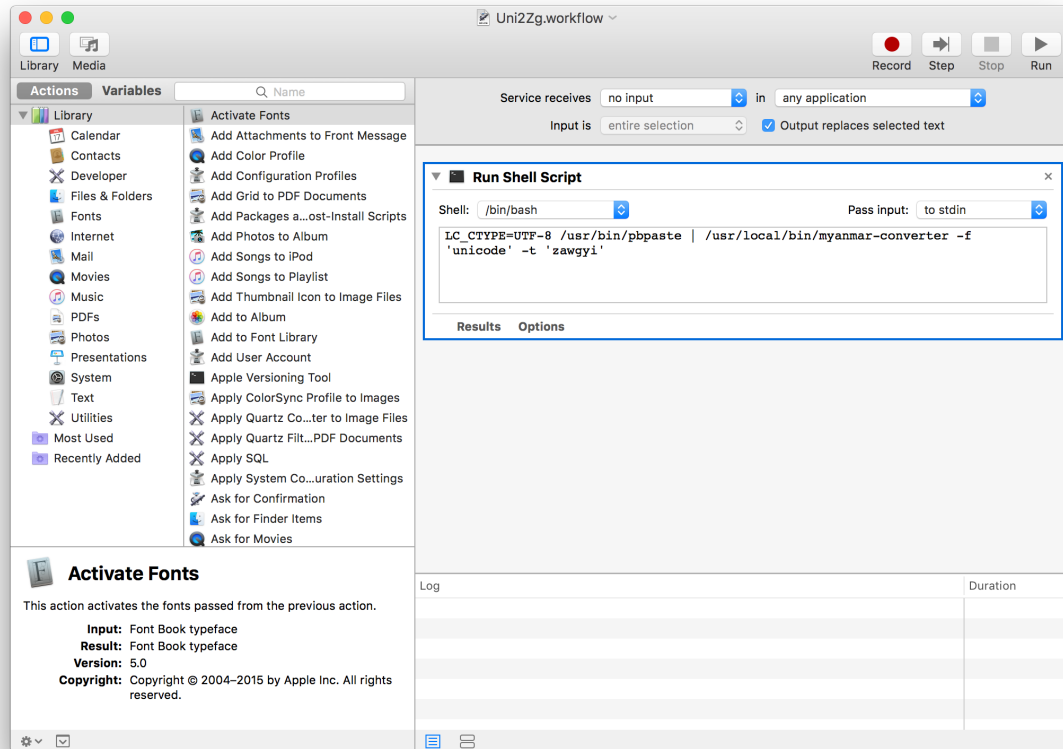 Uni2Zg.workflow
Library Media
Record Step Stop Run
Actions Variables Name
Library
Calendar
Contacts
Developer
Files & Folders
Fonts
Internet
Mail
Movies
Music
PDFs
Photos
Presentations
System
Text
Utilities
Most Used
Recently Added
Activate Fonts
Add Attachments to Front Message
Add Color Profile
Add Configuration Profiles
Add Grid to PDF Documents
Add Packages a...ost-Install Scripts
Add Photos to Album
Add Songs to iPod
Add Songs to Playlist
Add Thumbnail Icon to Image Files
Add to Album
Add to Font Library
Add User Account
Apple Versioning Tool
Apply ColorSync Profile to Images
Apply Quartz Co...ter to Image Files
Apply Quartz Filt...PDF Documents
Apply SQL
Apply System Co...uration Settings
Ask for Confirmation
Ask for Finder Items
Ask for Movies
Activate Fonts
This action activates the fonts passed from the previous action.
Input: Font Book typeface
Result: Font Book typeface
Version: 5.0
Copyright: Copyright © 2004–2015 by Apple Inc. All rights
reserved.
Service receives no input in any application
Input is entire selection Output replaces selected text
Run Shell Script
Shell: /bin/bash Pass input: to stdin
LC_CTYPE=UTF-8 /usr/bin/pbpaste | /usr/local/bin/myanmar-converter -f
'unicode' -t 'zawgyi'
Results Options
Log Duration